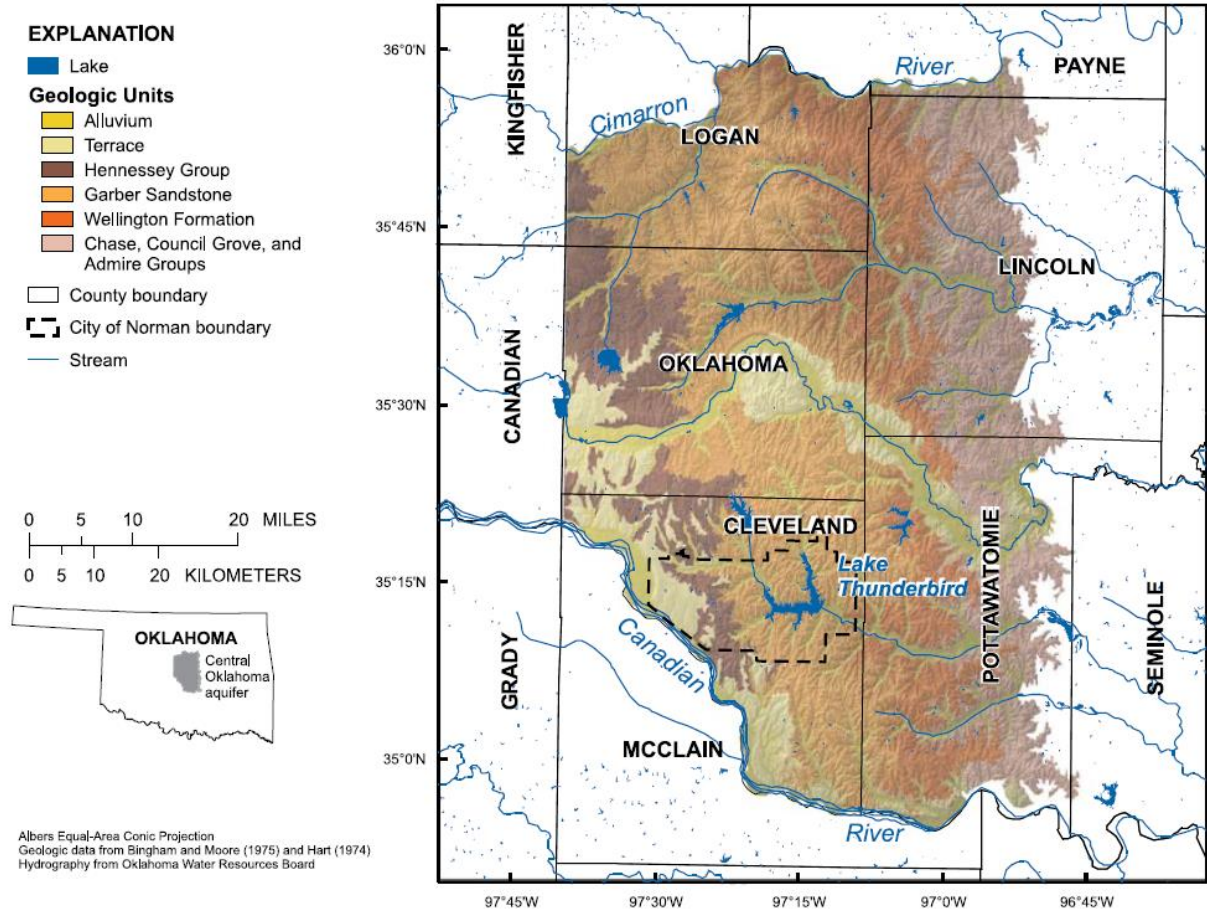 EXPLANATION
Lake
Geologic Units
Alluvium
Terrace
Hennessey Group
Garber Sandstone
Wellington Formation
Chase, Council Grove, and
Admire Groups
County boundary
City of Norman boundary
Stream
0 5 10 20 MILES
0 5 10 20 KILOMETERS
OKLAHOMA
Central
Oklahoma
aquifer
Albers Equal-Area Conic Projection
Geologic data from Bingham and Moore (1975) and Hart (1974)
Hydrography from Oklahoma Water Resources Board
36°0'N
35°45'N
35°30'N
35°15'N
35°0'N
KINGFISHER
River
PAYNE
Cimarron
LOGAN
LINCOLN
CANADIAN
OKLAHOMA
CLEVELAND
Lake
Thunderbird
POTTAWATOMIE
SEMINOLE
GRADY
Canadian
MCCLAIN
River
97°45'W
97°30'W
97°15'W
97°0'W
96°45'W